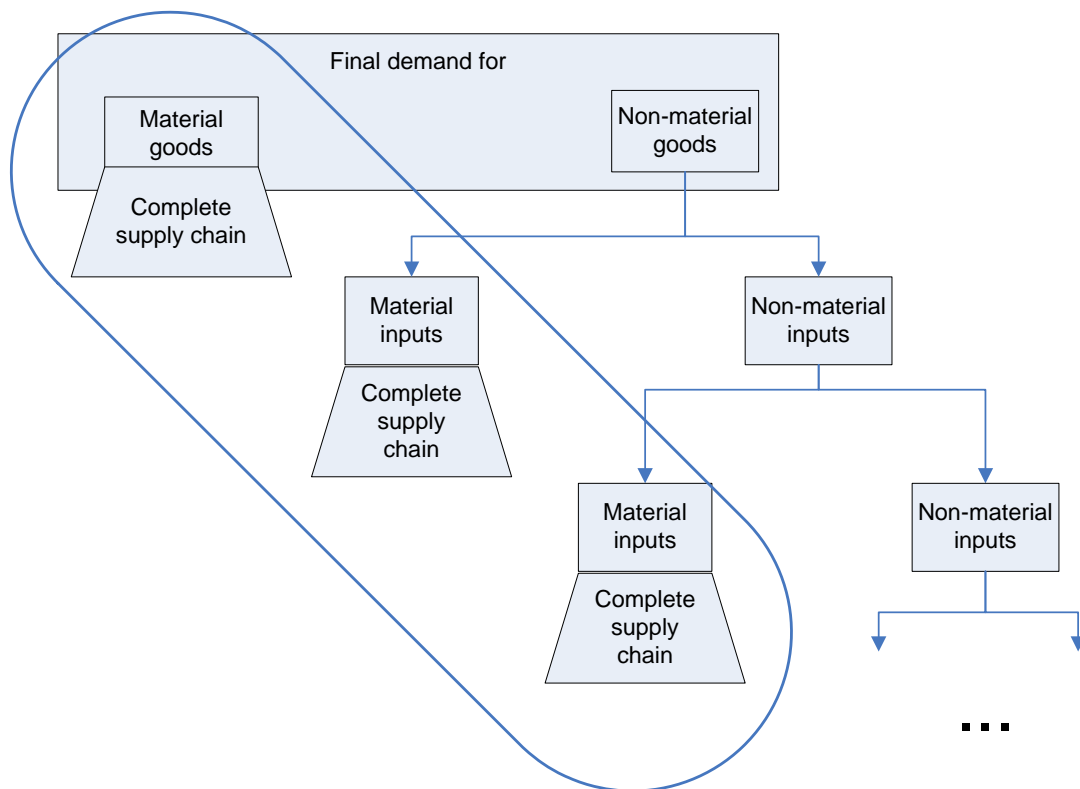 Final demand for
Material
goods
Non-material
goods
Complete
supply chain
Material
inputs
Non-material
inputs
Complete
supply
chain
Material
inputs
Non-material
inputs
Complete
supply
chain
...